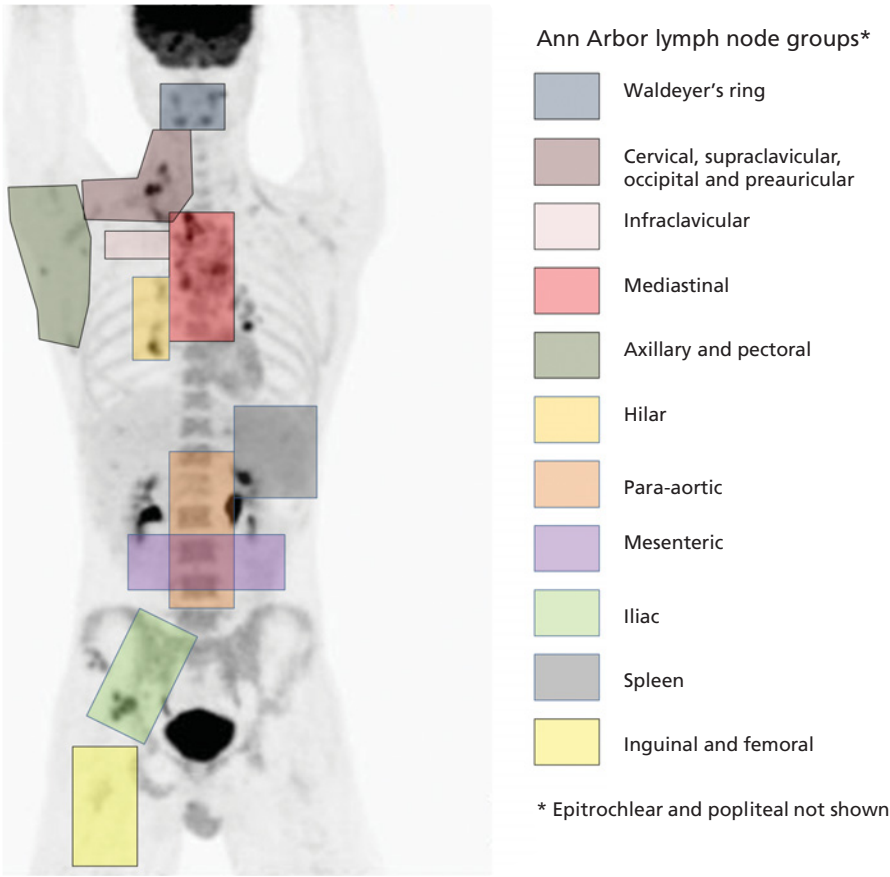 Ann Arbor lymph node groups*
Waldeyer's ring
Cervical, supraclavicular,
occipital and preauricular
Infraclavicular
Mediastinal
Axillary and pectoral
Hilar
Para-aortic
Mesenteric
Iliac
Spleen
Inguinal and femoral
* Epitrochlear and popliteal not shown